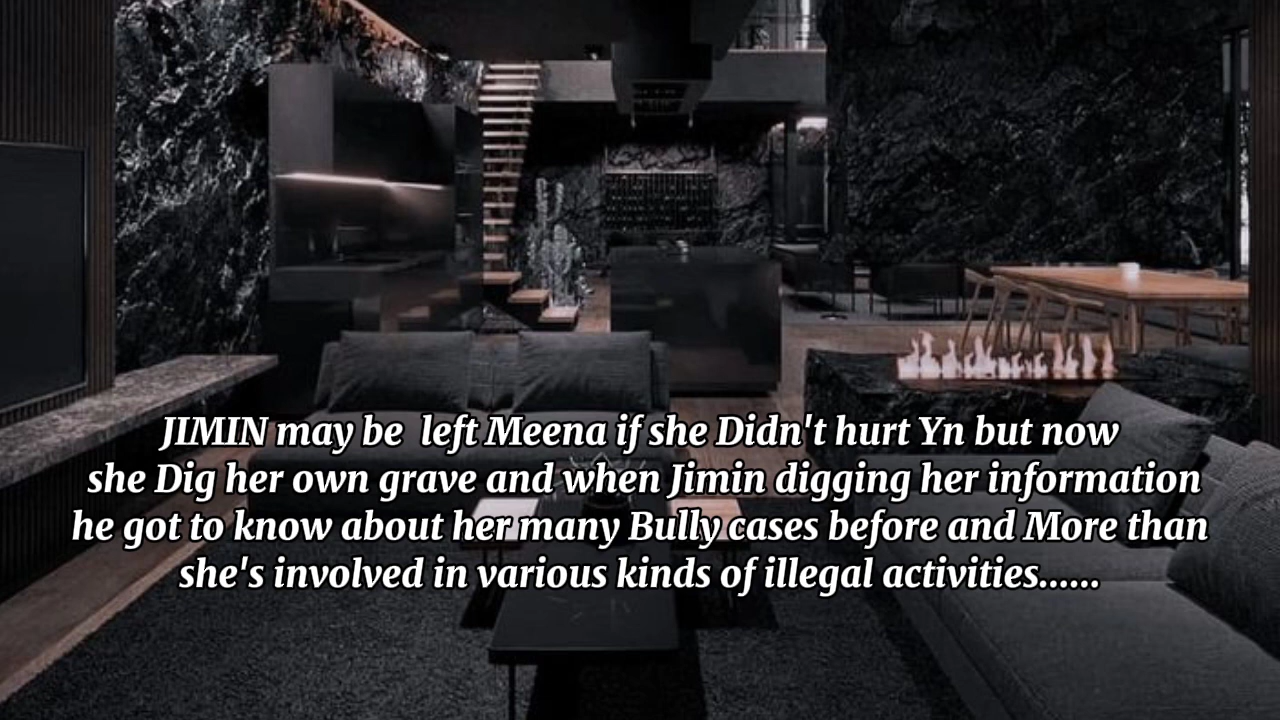 JIMIN may be  left Meena if she Didn't hurt Yn but now
she Dig her own grave and when Jimin digging her information
he got to know about her many Bully cases before and More than
she's involved in various kinds of illegal activities......